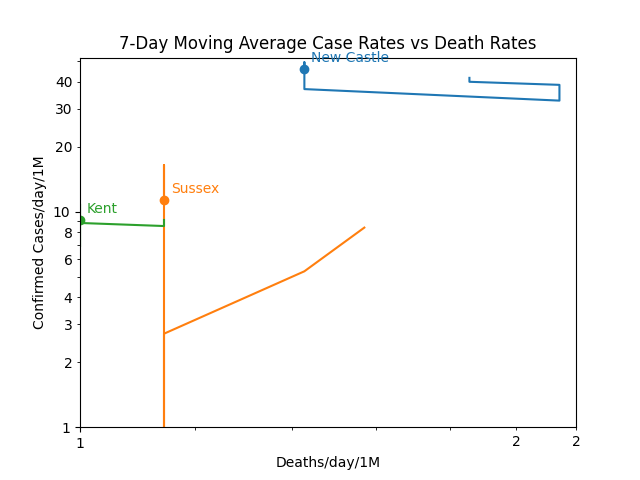 7-Day Moving Average Case Rates vs Death Rates
New Castle
40
30
20
Sussex
Kent
10
8
6
4
3
2
1
Confirmed Cases/day/1M
1
2
2
Deaths/day/1M